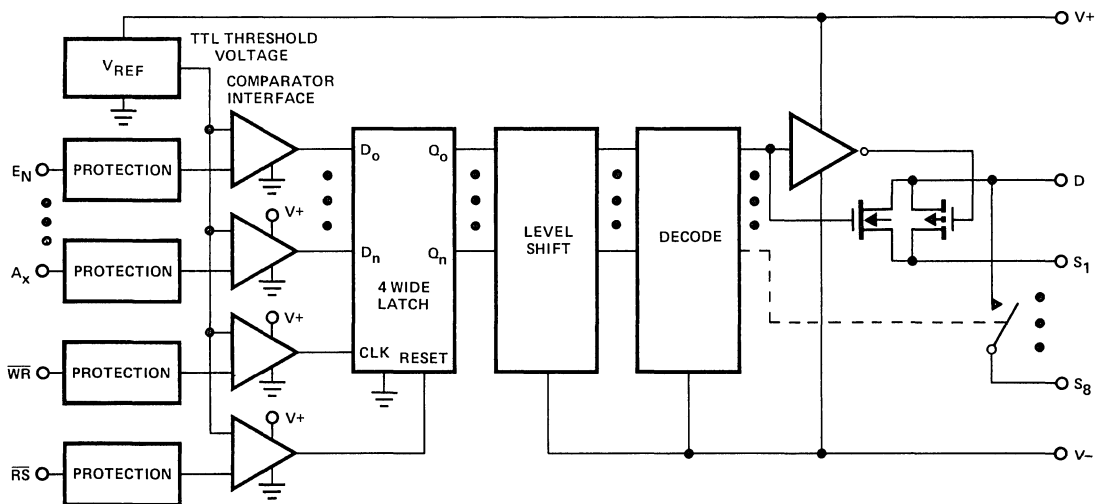 V+
TTL THRESHOLD
VOLTAGE
VREF
COMPARATOR
INTERFACE
EN
PROTECTION
Do
Qo
D
V+
LEVEL
SHIFT
DECODE
Ax
PROTECTION
Dn
Qn
S1
4 WIDE
LATCH
V+
WR
PROTECTION
CLK
RESET
S8
V+
RS
PROTECTION
V-